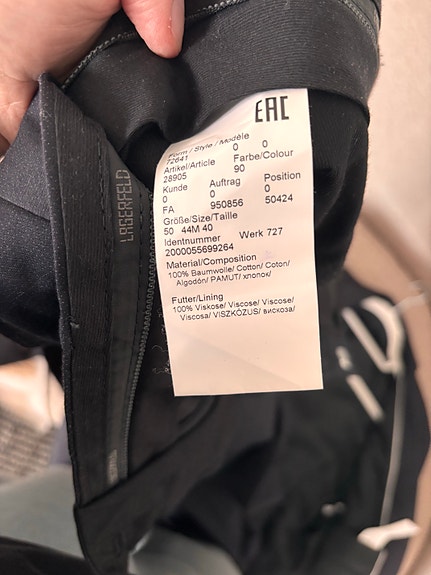 EAC
Form / Style / Modèle
72641 0 0
Artikel/Article Farbe/Colour
28905 90
Kunde Auftrag Position
0 0 0
FA 950856 50424
Größe/Size/Taille
50 44M 40
Identnummer Werk 727
2000055699264
Material/Composition
100% Baumwolle/ Cotton/ Coton/
Algodón/ PAMUT/ хлопок/
Futter/Lining
100% Viskose/ Viscose/ Viscose/
Viscosa/ VISZKÓZUS/ вискоза/
LAGERFELD